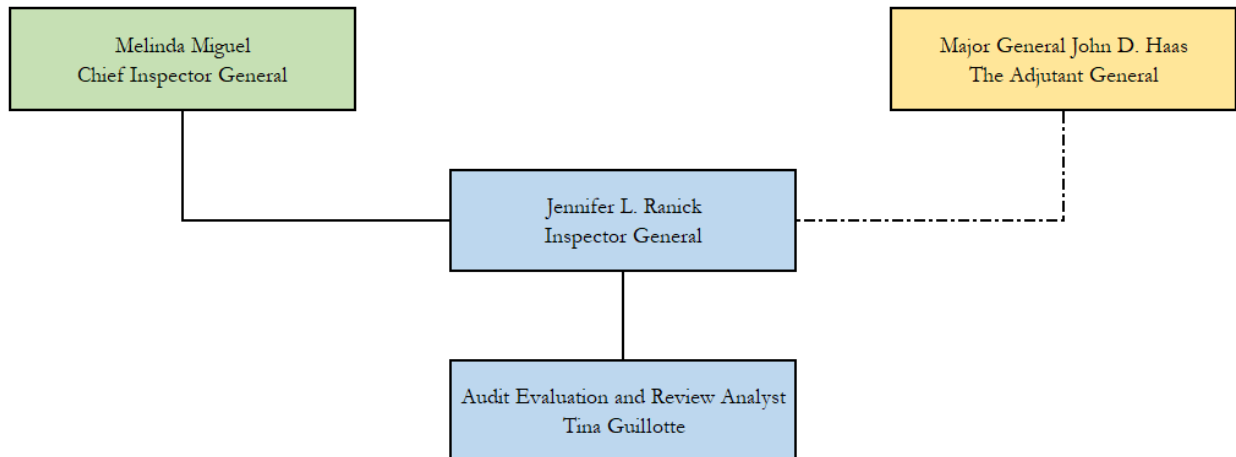 Melinda Miguel
Chief Inspector General
Major General John D. Haas
The Adjutant General
Jennifer L. Ranick
Inspector General
Audit Evaluation and Review Analyst
Tina Guillotte